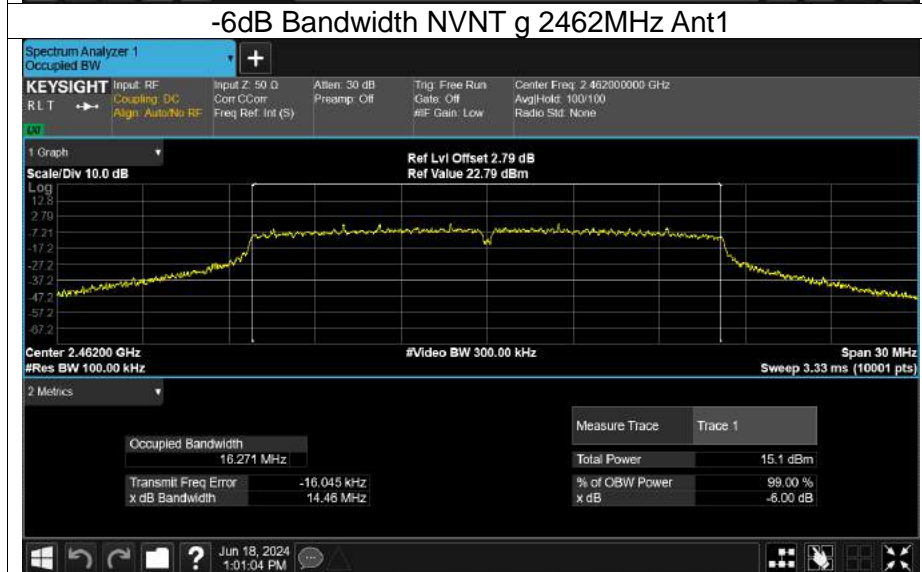 -6dB Bandwidth NVNT g 2462MHz Ant1
Spectrum Analyzer 1
Occupied BW
+
KEYSIGHT Input: RF Input Z: 50 Ω Atten: 30 dB Trig: Free Run Center Freq: 2.462000000 GHz
RLT Coupling: DC Corr CCorr Preamp: Off Gate: Off Avg|Hold: 100/100
Align: Auto/No RF Freq Ref: Int (S) #IF Gain: Low Radio Std: None
LXI
1 Graph Ref Lvl Offset 2.79 dB
Scale/Div 10.0 dB Ref Value 22.79 dBm
Log
12.8
2.79
-7.21
-17.2
-27.2
-37.2
-47.2
-57.2
-67.2
Center 2.46200 GHz #Video BW 300.00 kHz Span 30 MHz
#Res BW 100.00 kHz Sweep 3.33 ms (10001 pts)
2 Metrics
Measure Trace Trace 1
Occupied Bandwidth
16.271 MHz Total Power 15.1 dBm
Transmit Freq Error -16.045 kHz % of OBW Power 99.00 %
x dB Bandwidth 14.46 MHz x dB -6.00 dB
? Jun 18, 2024
1:01:04 PM